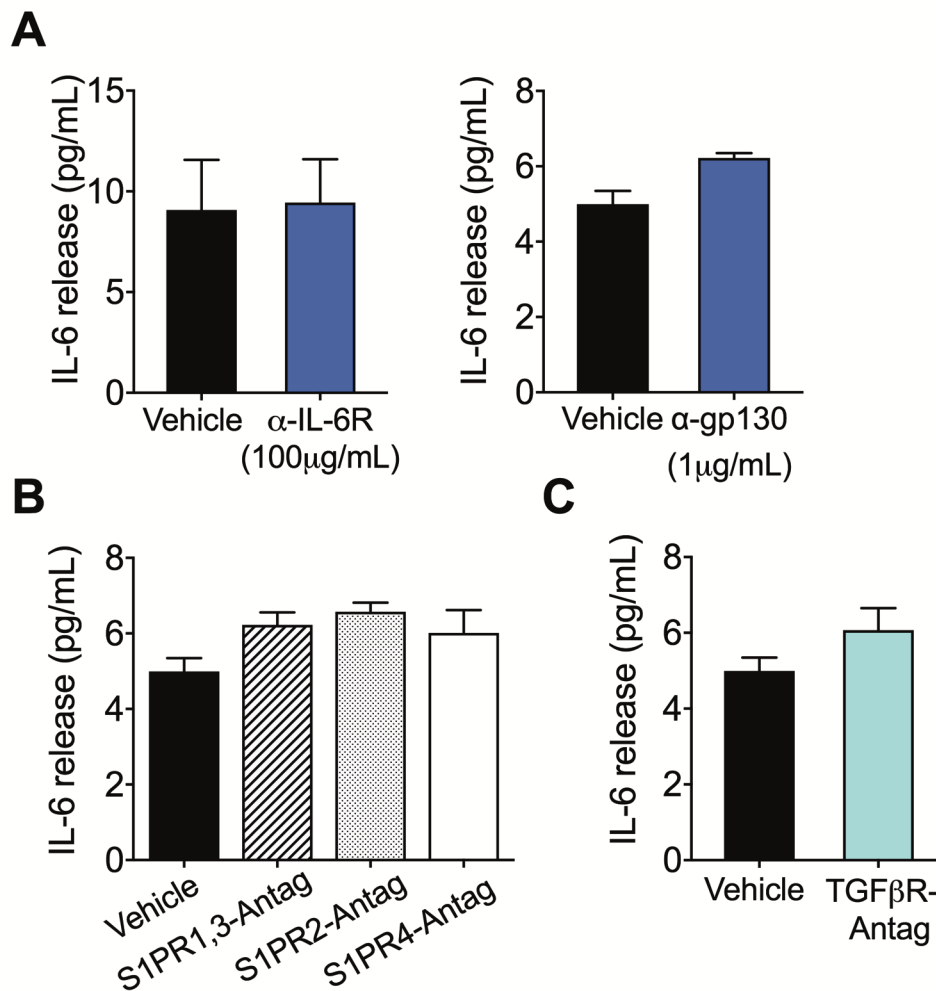 A
IL-6 release (pg/mL)
15
10
5
0
Vehicle
α-IL-6R
(100µg/mL)
IL-6 release (pg/mL)
8
6
4
2
0
Vehicle
α-gp130
(1µg/mL)
B
IL-6 release (pg/mL)
8
6
4
2
0
Vehicle
S1PR1,3-Antag
S1PR2-Antag
S1PR4-Antag
C
IL-6 release (pg/mL)
8
6
4
2
0
Vehicle
TGFβR-
Antag